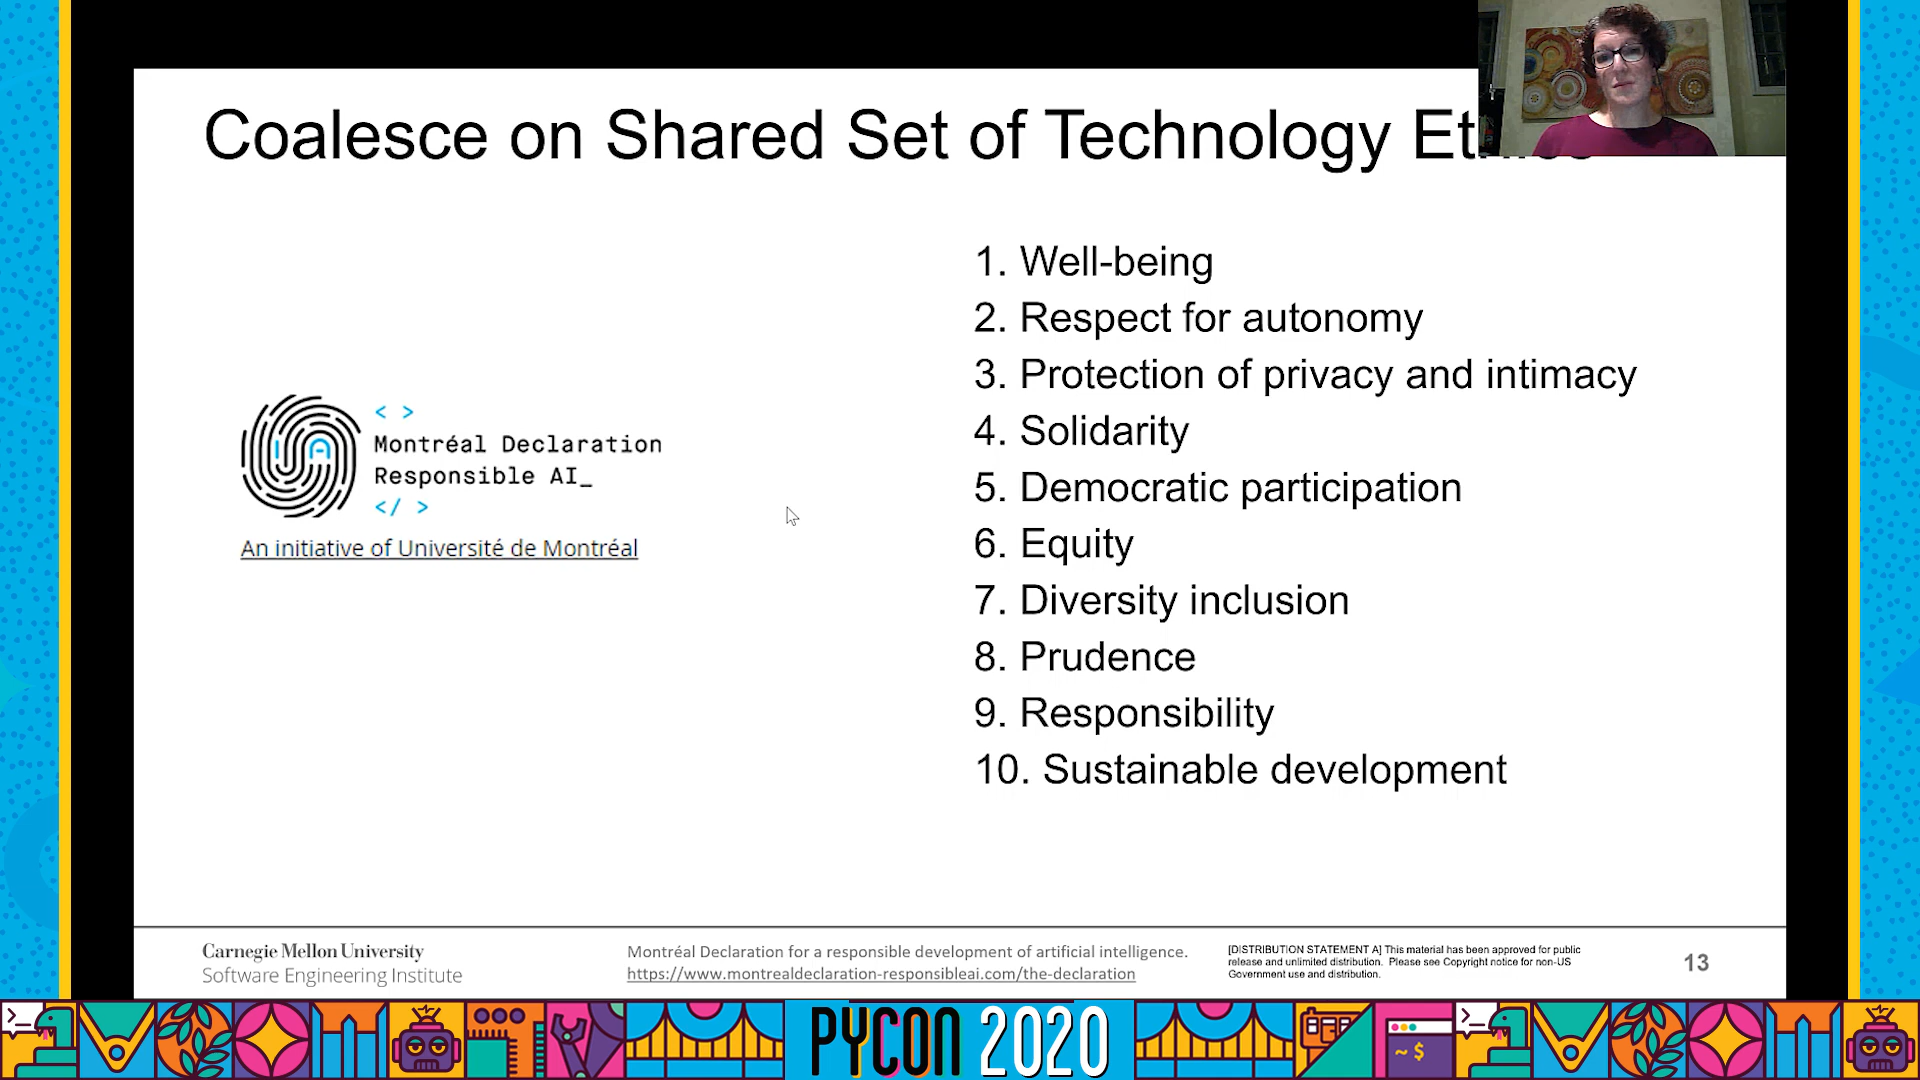 Coalesce on Shared Set of Technology
1. Well-being
2. Respect for autonomy
3. Protection of privacy and intimacy
4. Solidarity
5. Democratic participation
6. Equity
7. Diversity inclusion
8. Prudence
9. Responsibility
10. Sustainable development
IA
< >
Montréal Declaration
Responsible AI_
</ >
An initiative of Université de Montréal
Carnegie Mellon University
Software Engineering Institute
Montréal Declaration for a responsible development of artificial intelligence.
https://www.montrealdeclaration-responsibleai.com/the-declaration
[DISTRIBUTION STATEMENT A] This material has been approved for public
release and unlimited distribution. Please see Copyright notice for non-US
Government use and distribution.
13
PYCON 2020
~ $